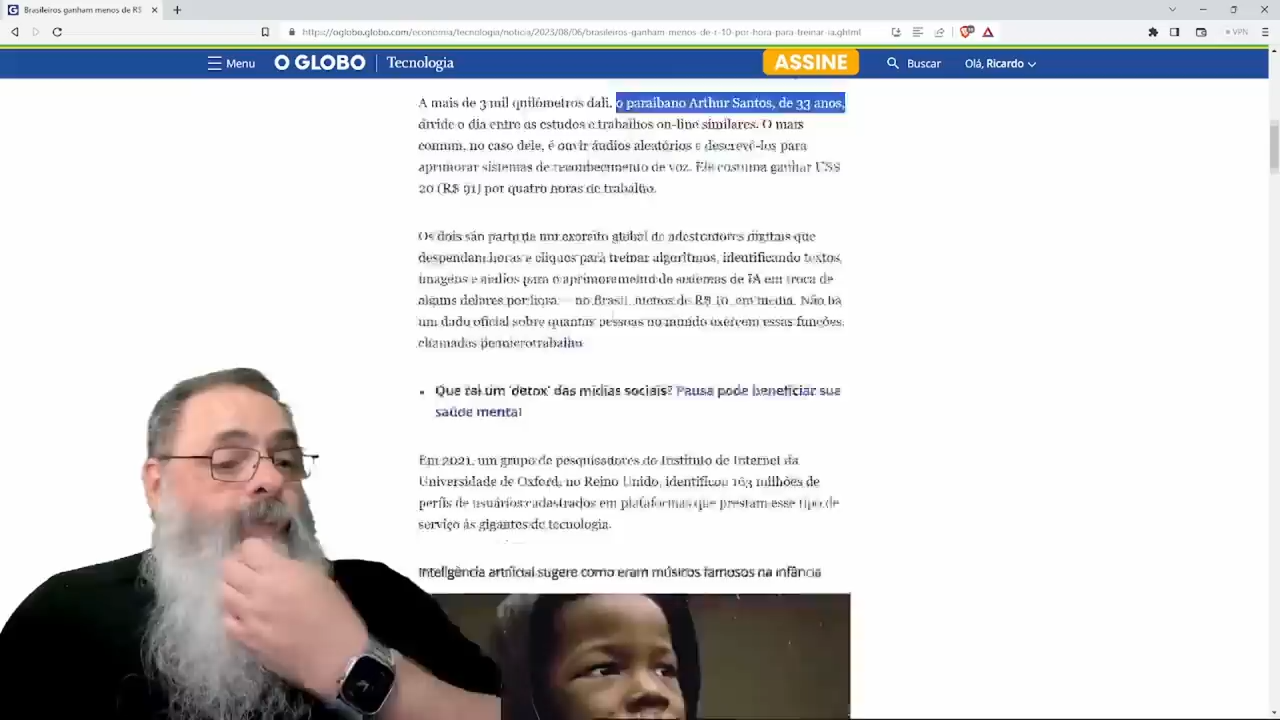 Brasileiros ganham menos de R$
https://oglobo.globo.com/economia/tecnologia/noticia/2023/08/06/brasileiros-ganham-menos-de-r-10-por-hora-para-treinar-ia.ghtml
VPN
Menu
O GLOBO
Tecnologia
ASSINE
Buscar
Olá, Ricardo
A mais de 3 mil quilômetros dali, o paraibano Arthur Santos, de 33 anos,
divide o dia entre os estudos e trabalhos on-line similares. O mais
comum, no caso dele, é ouvir áudios aleatórios e descrevê-los para
aprimorar sistemas de reconhecimento de voz. Ele costuma ganhar US$
20 (R$ 91) por quatro horas de trabalho.
Os dois são parte de um exército global de adestradores digitais que
despendam horas e cliques para treinar algoritmos, identificando textos,
imagens e áudios para o aprimoramento de sistemas de IA em troca de
alguns dólares por hora — no Brasil, menos de R$ 10, em média. Não há
um dado oficial sobre quantas pessoas no mundo exercem essas funções,
chamadas de microtrabalho.
Que tal um 'detox' das mídias sociais? Pausa pode beneficiar sua
saúde mental
Em 2021, um grupo de pesquisadores do Instituto de Internet da
Universidade de Oxford, no Reino Unido, identificou 163 milhões de
perfis de usuários cadastrados em plataformas que prestam esse tipo de
serviço às gigantes de tecnologia.
Inteligência artificial sugere como eram músicos famosos na infância